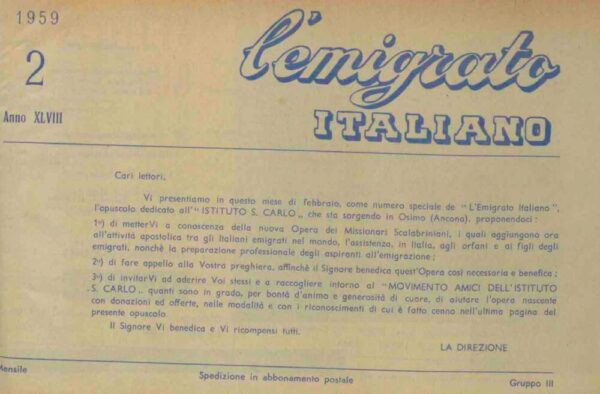 1959
2
Anno XLVIII
l'emigrato
ITALIANO
Cari lettori,
Vi presentiamo in questo mese di febbraio, come numero speciale de "L'Emigrato Italiano",
l'opuscolo dedicato all'"ISTITUTO S. CARLO„ che sta sorgendo in Osimo (Ancona), proponendoci :
1º) di metterVi a conoscenza della nuova Opera dei Missionari Scalabriniani, i quali aggiungono ora
all'attività apostolica tra gli Italiani emigrati nel mondo, l'assistenza, in Italia, agli orfani e ai figli degli
emigrati, nonchè la preparazione professionale degli aspiranti all'emigrazione ;
2º) di fare appello alla Vostra preghiera, affinchè il Signore benedica quest'Opera così necessaria e benefica ;
3º) di invitarVi ad aderire Voi stessi e a raccogliere intorno al "MOVIMENTO AMICI DELL'ISTITUTO
S. CARLO„ quanti sono in grado, per bontà d'animo e generosità di cuore, di aiutare l'opera nascente
con donazioni ed offerte, nelle modalità e con i riconoscimenti di cui è fatto cenno nell'ultima pagina del
presente opuscolo.
Il Signore Vi benedica e Vi ricompensi tutti.
LA DIREZIONE
Mensile
Spedizione in abbonamento postale
Gruppo III